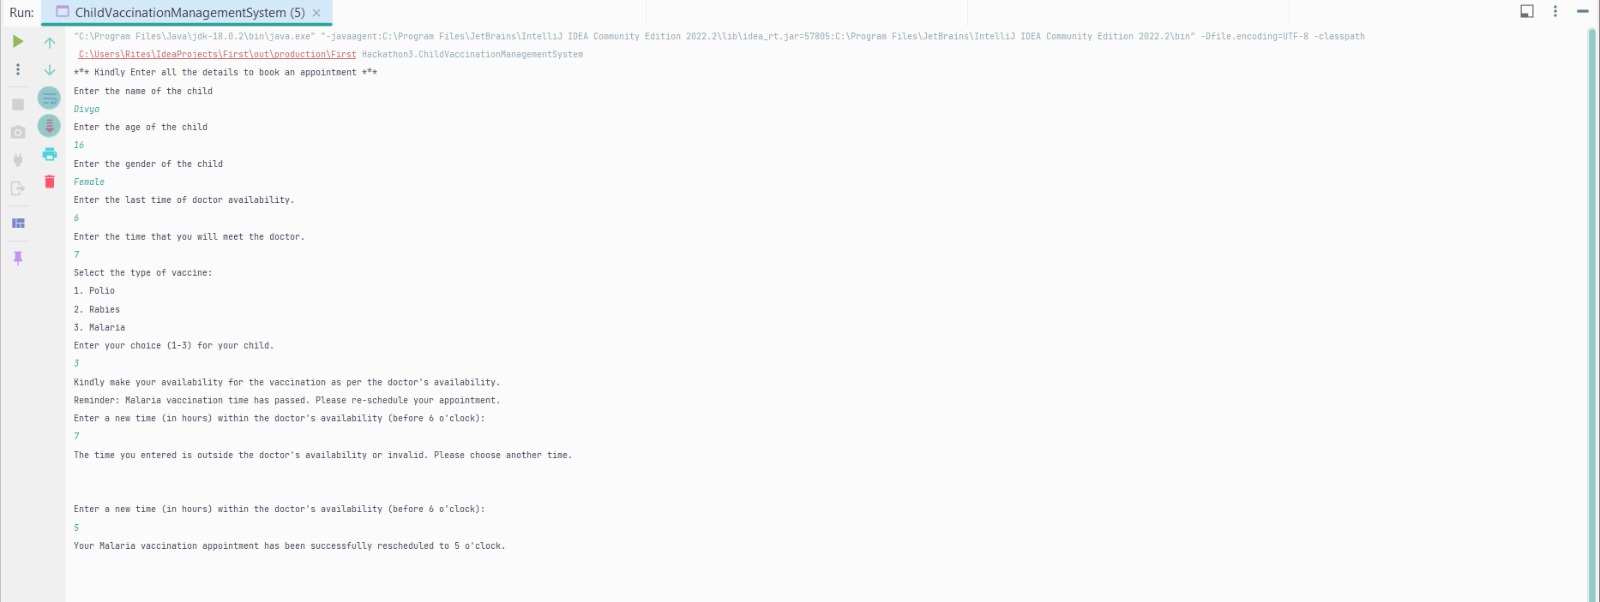 Run: ChildVaccinationManagementSystem (5) ×
"C:\Program Files\Java\jdk-18.0.2\bin\java.exe" "-javaagent:C:\Program Files\JetBrains\IntelliJ IDEA Community Edition 2022.2\lib\idea_rt.jar=57805:C:\Program Files\JetBrains\IntelliJ IDEA Community Edition 2022.2\bin" -Dfile.encoding=UTF-8 -classpath
C:\Users\Rites\IdeaProjects\First\out\production\First Hackathon3.ChildVaccinationManagementSystem
*** Kindly Enter all the details to book an appointment ***
Enter the name of the child
Divya
Enter the age of the child
16
Enter the gender of the child
Female
Enter the last time of doctor availability.
6
Enter the time that you will meet the doctor.
7
Select the type of vaccine:
1. Polio
2. Rabies
3. Malaria
Enter your choice (1-3) for your child.
3
Kindly make your availability for the vaccination as per the doctor's availability.
Reminder: Malaria vaccination time has passed. Please re-schedule your appointment.
Enter a new time (in hours) within the doctor's availability (before 6 o'clock):
7
The time you entered is outside the doctor's availability or invalid. Please choose another time.
Enter a new time (in hours) within the doctor's availability (before 6 o'clock):
5
Your Malaria vaccination appointment has been successfully rescheduled to 5 o'clock.